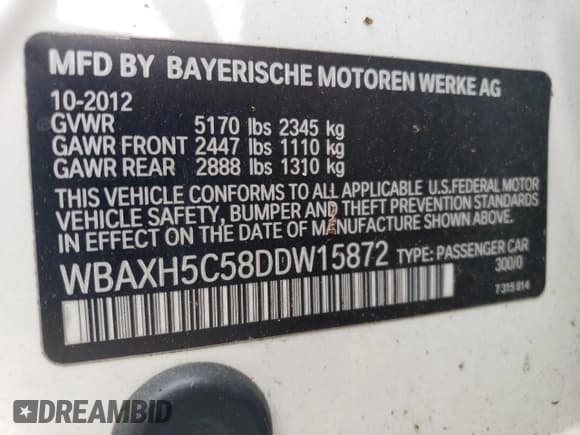 MFD BY BAYERISCHE MOTOREN WERKE AG
10-2012
GVWR 5170 lbs 2345 kg
GAWR FRONT 2447 lbs 1110 kg
GAWR REAR 2888 lbs 1310 kg
THIS VEHICLE CONFORMS TO ALL APPLICABLE U.S.FEDERAL MOTOR
VEHICLE SAFETY, BUMPER AND THEFT PREVENTION STANDARDS
IN EFFECT ON THE DATE OF MANUFACTURE SHOWN ABOVE.
WBAXH5C58DDW15872 TYPE: PASSENGER CAR
300/0
7 315 014
DREAMBID